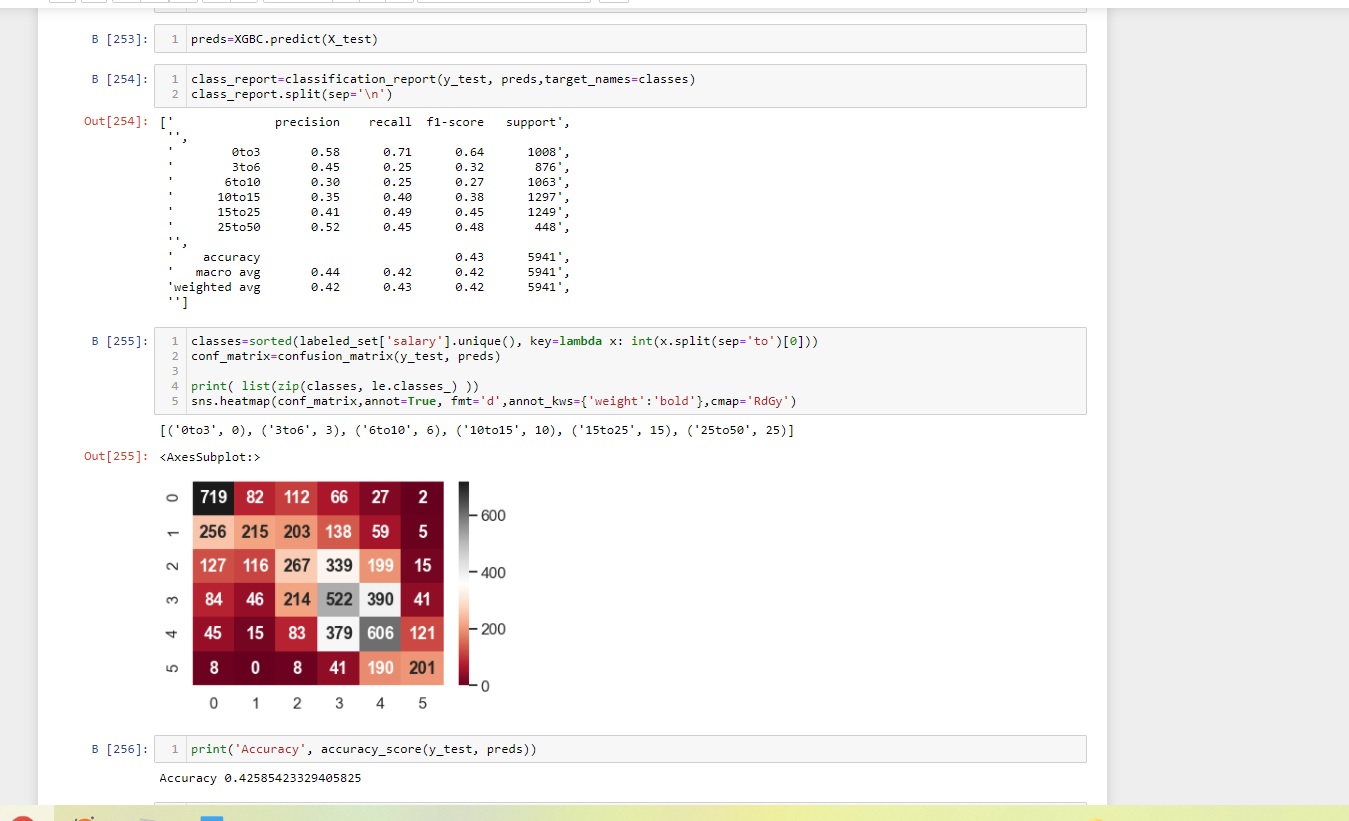 B [253]: 1 preds=XGBC.predict(X_test)
B [254]: 1 class_report=classification_report(y_test, preds,target_names=classes)
2 class_report.split(sep='\n')
Out[254]: ['              precision    recall  f1-score   support',
'',
'        0to3       0.58      0.71      0.64      1008',
'        3to6       0.45      0.25      0.32       876',
'       6to10       0.30      0.25      0.27      1063',
'      10to15       0.35      0.40      0.38      1297',
'      15to25       0.41      0.49      0.45      1249',
'      25to50       0.52      0.45      0.48       448',
'',
'    accuracy                           0.43      5941',
'   macro avg       0.44      0.42      0.42      5941',
'weighted avg       0.42      0.43      0.42      5941',
'']
B [255]: 1 classes=sorted(labeled_set['salary'].unique(), key=lambda x: int(x.split(sep='to')[0]))
2 conf_matrix=confusion_matrix(y_test, preds)
3
4 print( list(zip(classes, le.classes_) ))
5 sns.heatmap(conf_matrix,annot=True, fmt='d',annot_kws={'weight':'bold'},cmap='RdGy')
[('0to3', 0), ('3to6', 3), ('6to10', 6), ('10to15', 10), ('15to25', 15), ('25to50', 25)]
Out[255]: <AxesSubplot:>
0 719 82 112 66 27 2
1 256 215 203 138 59 5
2 127 116 267 339 199 15
3 84 46 214 522 390 41
4 45 15 83 379 606 121
5 8 0 8 41 190 201
0 1 2 3 4 5
600
400
200
0
B [256]: 1 print('Accuracy', accuracy_score(y_test, preds))
Accuracy 0.42585423329405825